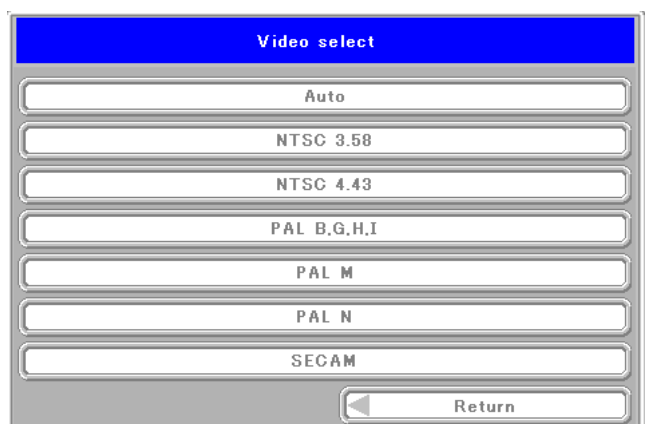 Video select
Auto
NTSC 3.58
NTSC 4.43
PAL B,G,H,I
PAL M
PAL N
SECAM
Return